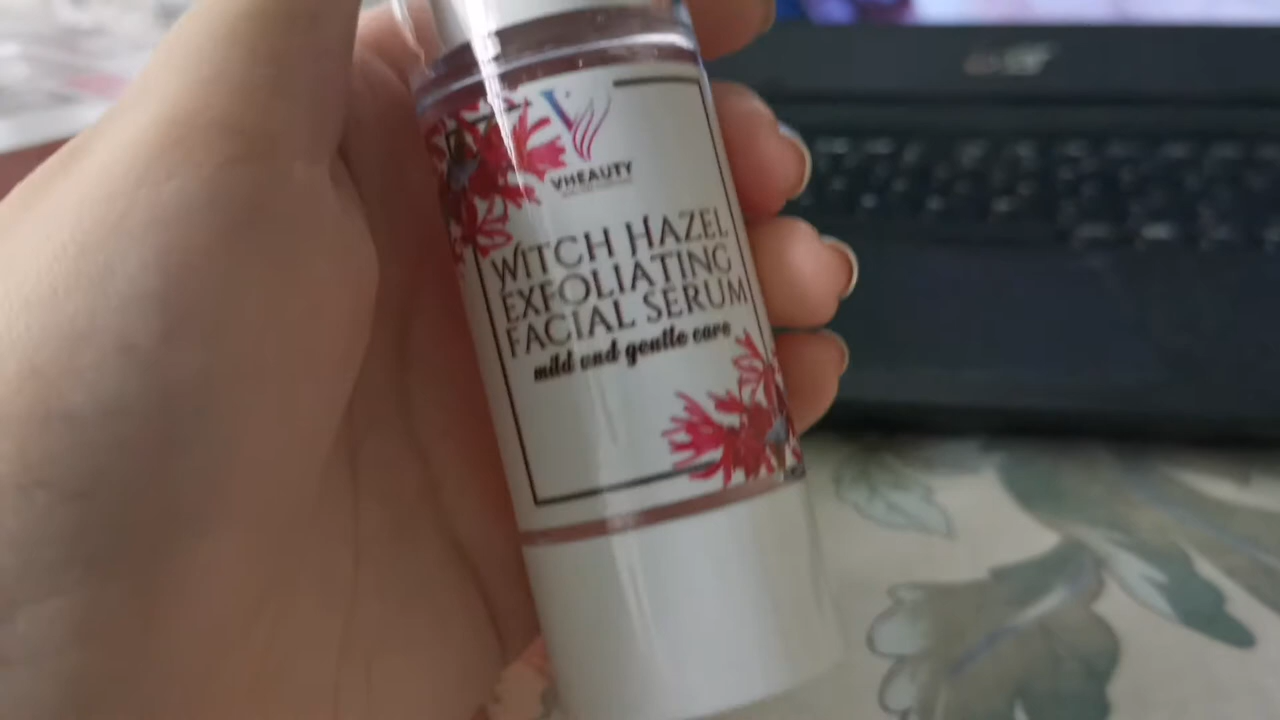 VHEAUTY
WITCH HAZEL
EXFOLIATING
FACIAL SERUM
mild and gentle care